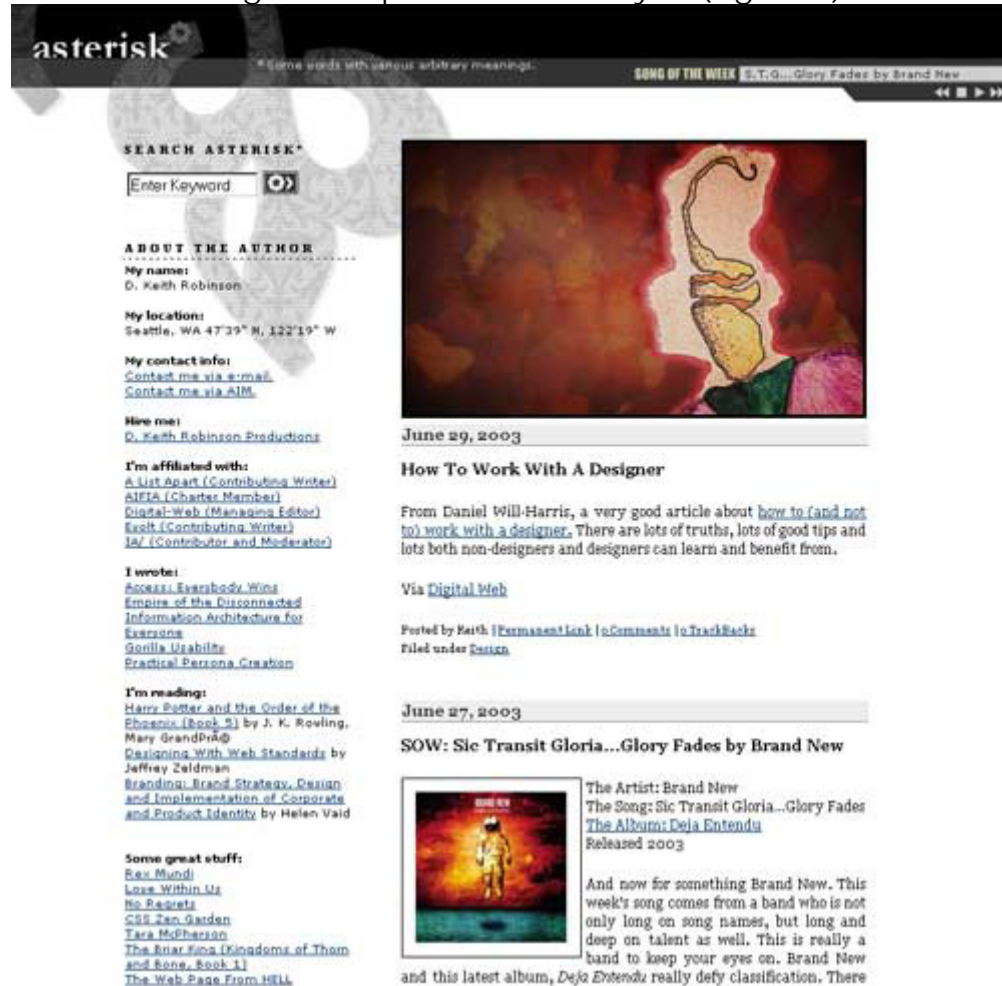 asterisk
* Some words with various arbitrary meanings.
SONG OF THE WEEK S.T.G...Glory Fades by Brand New
SEARCH ASTERISK*
Enter Keyword
ABOUT THE AUTHOR
My name:
D. Keith Robinson
My location:
Seattle, WA 47'39" N, 122'19" W
My contact info:
Contact me via e-mail.
Contact me via AIM.
Hire me:
D. Keith Robinson Productions
I'm affiliated with:
A List Apart (Contributing Writer)
AIFIA (Charter Member)
Digital-Web (Managing Editor)
Evolt (Contributing Writer)
IA/ (Contributor and Moderator)
I wrote:
Access: Everybody Wins
Empire of the Disconnected
Information Architecture for
Everyone
Gorilla Usability
Practical Persona Creation
I'm reading:
Harry Potter and the Order of the
Phoenix (Book 5) by J. K. Rowling,
Mary GrandPrÃ©
Designing With Web Standards by
Jeffrey Zeldman
Branding: Brand Strategy, Design
and Implementation of Corporate
and Product Identity by Helen Vaid
Some great stuff:
Rex Mundi
Love Within Us
No Regrets
CSS Zen Garden
Tara McPherson
The Briar King (Kingdoms of Thorn
and Bone, Book 1)
The Web Page From HELL
June 29, 2003
How To Work With A Designer
From Daniel Will-Harris, a very good article about how to (and not
to) work with a designer. There are lots of truths, lots of good tips and
lots both non-designers and designers can learn and benefit from.
Via Digital Web
Posted by Keith | Permanent Link | 0 Comments | 0 TrackBacks
Filed under Design
June 27, 2003
SOW: Sic Transit Gloria...Glory Fades by Brand New
BRAND NEW
The Artist: Brand New
The Song: Sic Transit Gloria...Glory Fades
The Album: Deja Entendu
Released 2003
And now for something Brand New. This
week's song comes from a band who is not
only long on song names, but long and
deep on talent as well. This is really a
band to keep your eyes on. Brand New
and this latest album, Deja Entendu really defy classification. There